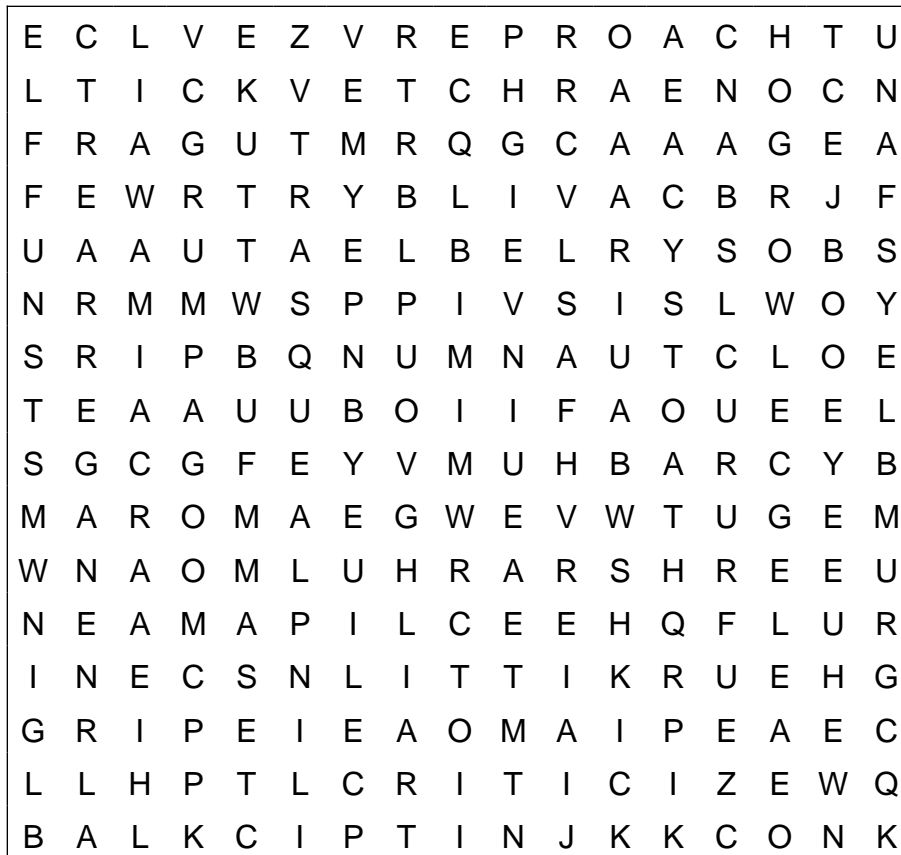 E C L V E Z V R E P R O A C H T U
L T I C K V E T C H R A E N O C N
F R A G U T M R Q G C A A A G E A
F E W R T R Y B L I V A C B R J F
U A A U T A E L B E L R Y S O B S
N R M M W S P P I V S I S L W O Y
S R I P B Q N U M N A U T C L O E
T E A A U U B O I I F A O U E E L
S G C G F E Y V M U H B A R C Y B
M A R O M A E G W E V W T U G E M
W N A O M L U H R A R S H R E E U
N E A M A P I L C E E H Q F L U R
I N E C S N L I T T I K R U E H G
G R I P E I E A O M A I P E A E C
L L H P T L C R I T I C I Z E W Q
B A L K C I P T I N J K K C O N K